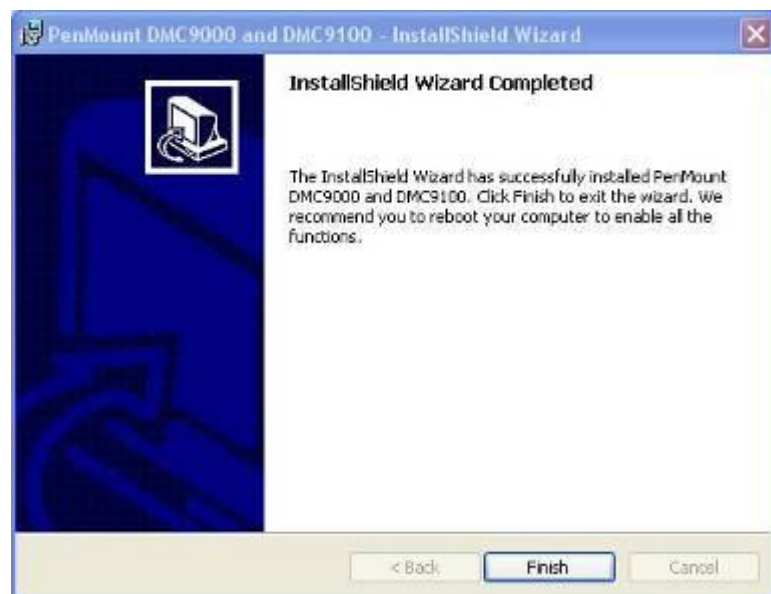 PenMount DMC9000 and DMC9100 - InstallShield Wizard
InstallShield Wizard Completed
The InstallShield Wizard has successfully installed PenMount
DMC9000 and DMC9100. Click Finish to exit the wizard. We
recommend you to reboot your computer to enable all the
functions.
< Back Finish Cancel